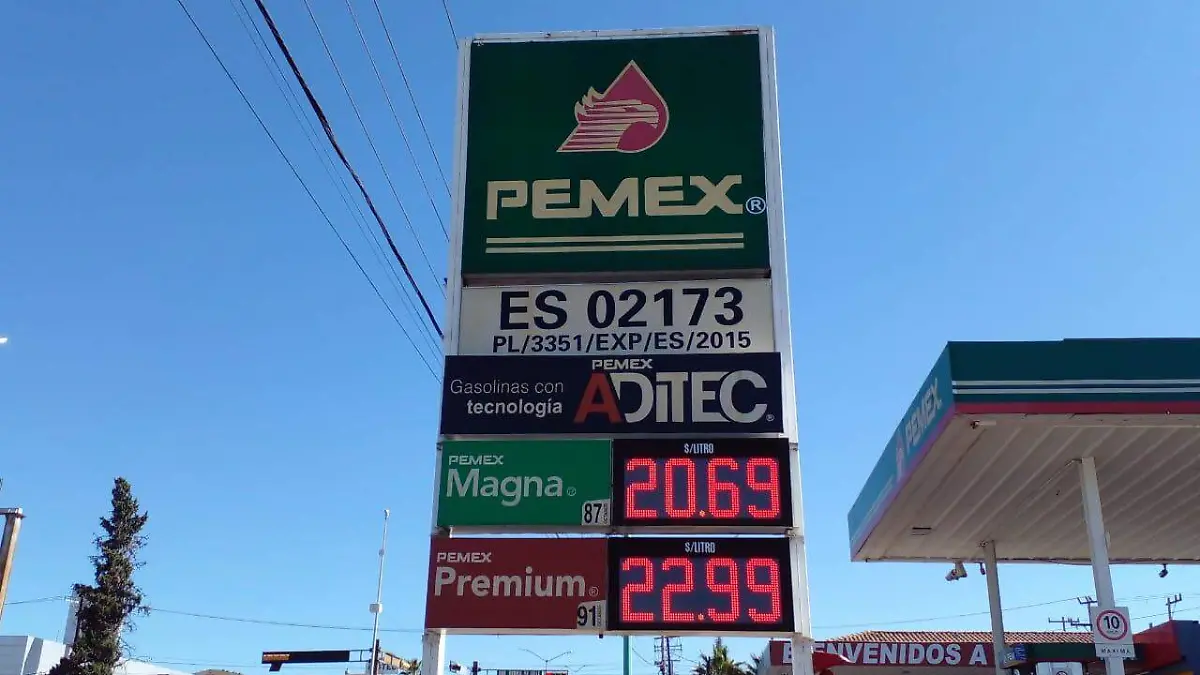 PEMEX®
ES 02173
PL/3351/EXP/ES/2015
PEMEX
Gasolinas con
tecnología
ADITEC®
PEMEX
Magna®
87
$/LITRO
20.69
PEMEX
Premium®
91
$/LITRO
22.99
PEMEX
10
MAXIMA
BIENVENIDOS A